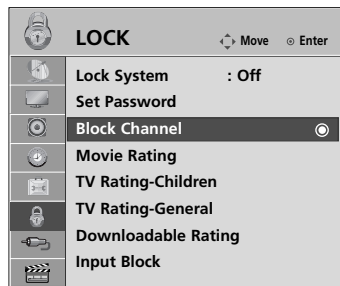 LOCK Move Enter
Lock System : Off
Set Password
Block Channel
Movie Rating
TV Rating-Children
TV Rating-General
Downloadable Rating
Input Block